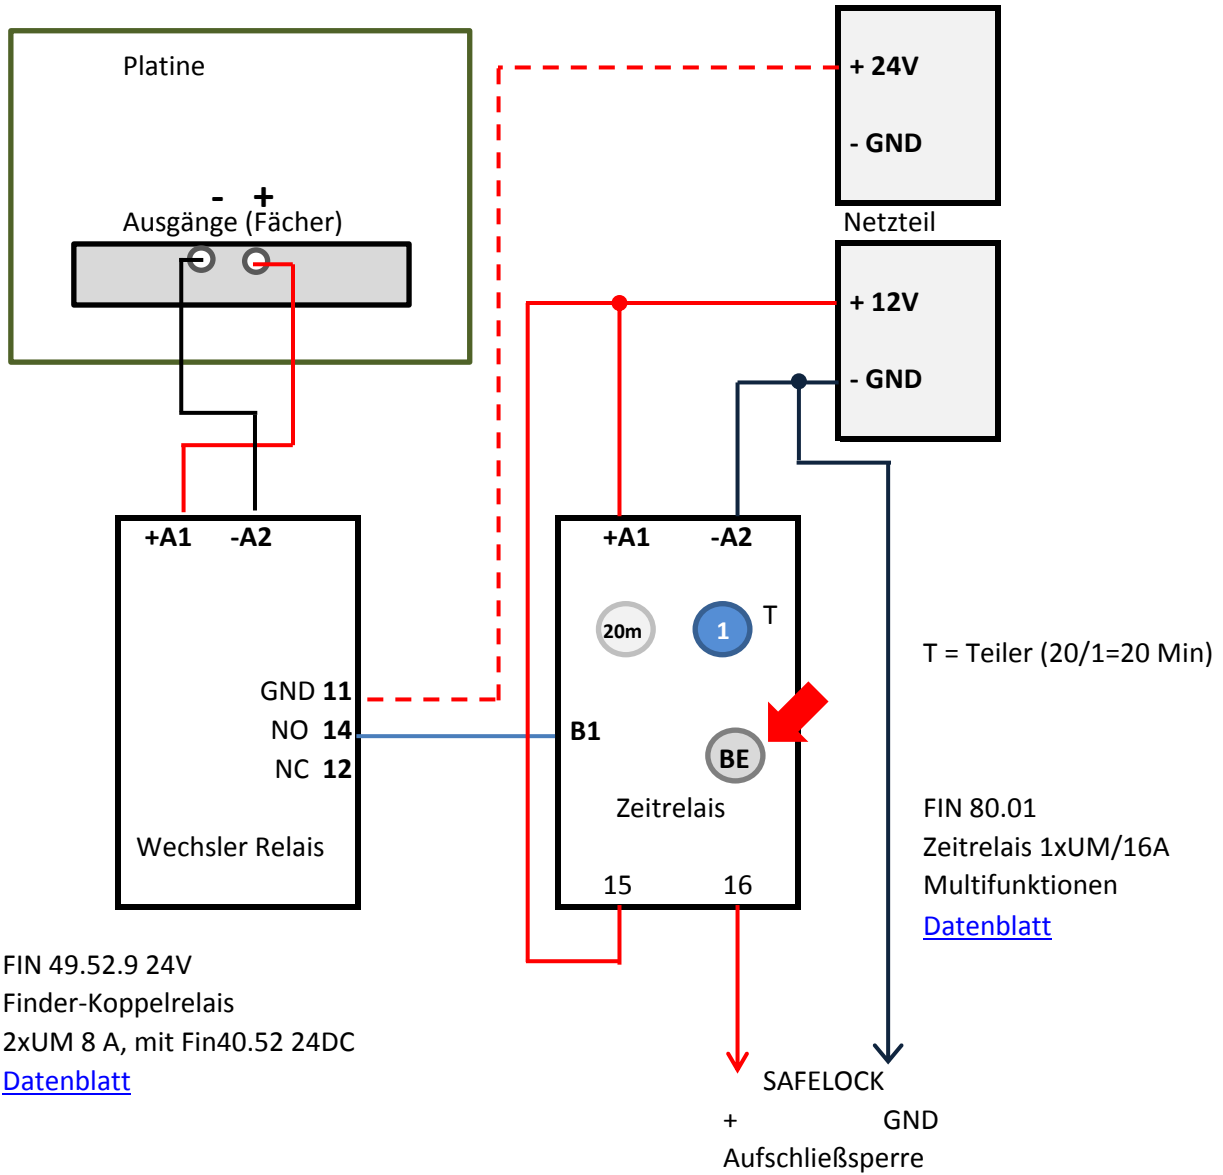 Platine
- +
Ausgänge (Fächer)
+ 24V
- GND
Netzteil
+ 12V
- GND
+A1 -A2
GND 11
NO 14
NC 12
Wechsler Relais
+A1 -A2
20m 1 T
B1
BE
Zeitrelais
15 16
T = Teiler (20/1=20 Min)
FIN 80.01
Zeitrelais 1xUM/16A
Multifunktionen
Datenblatt
FIN 49.52.9 24V
Finder-Koppelrelais
2xUM 8 A, mit Fin40.52 24DC
Datenblatt
SAFELOCK
+ GND
Aufschließsperre